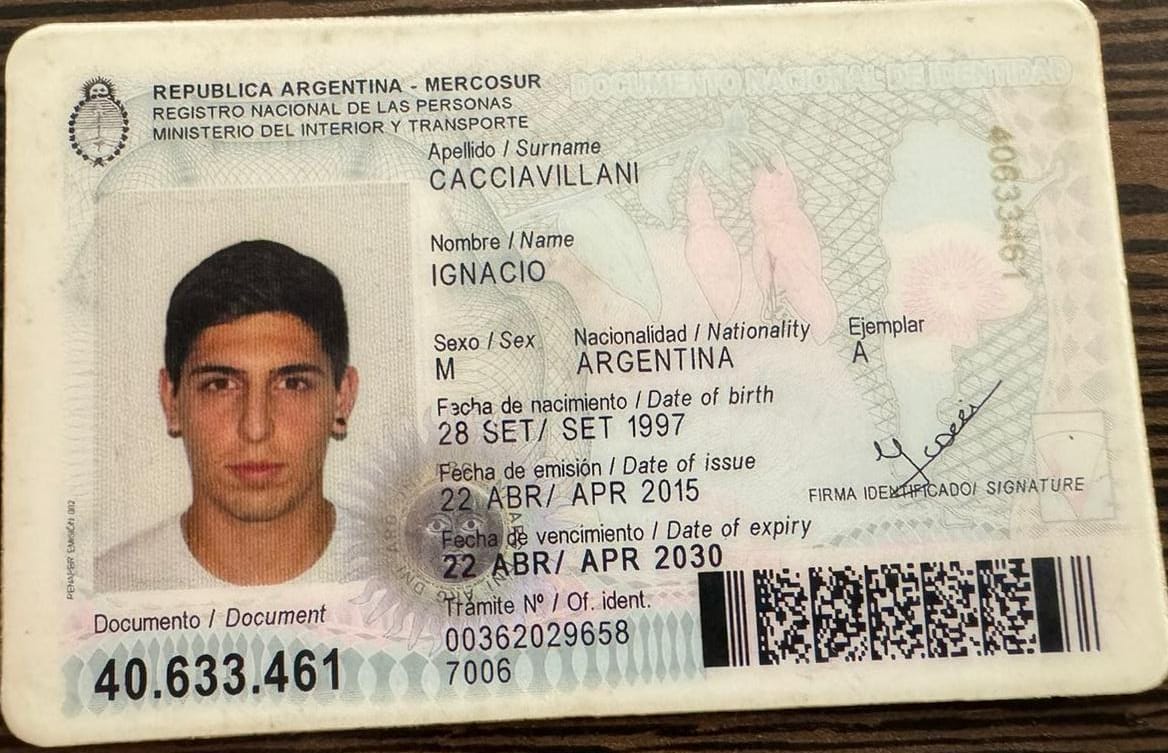 REPUBLICA ARGENTINA - MERCOSUR
REGISTRO NACIONAL DE LAS PERSONAS
MINISTERIO DEL INTERIOR Y TRANSPORTE
DOCUMENTO NACIONAL DE IDENTIDAD
Apellido / Surname
CACCIAVILLANI
Nombre / Name
IGNACIO
Sexo / Sex
M
Nacionalidad / Nationality
ARGENTINA
Ejemplar
A
Fecha de nacimiento / Date of birth
28 SET/ SET 1997
Fecha de emisión / Date of issue
22 ABR/ APR 2015
FIRMA IDENTIFICADO/ SIGNATURE
Fecha de vencimiento / Date of expiry
22 ABR/ APR 2030
Trámite Nº / Of. ident.
00362029658
7006
Documento / Document
40.633.461
40633461